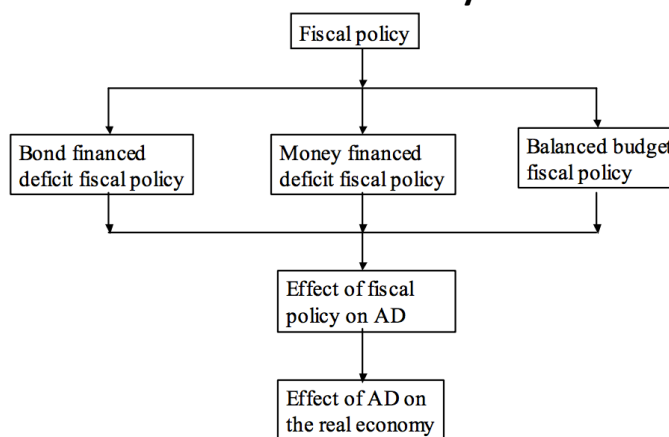 Fiscal policy
Bond financed
deficit fiscal policy
Money financed
deficit fiscal policy
Balanced budget
fiscal policy
Effect of fiscal
policy on AD
Effect of AD on
the real economy